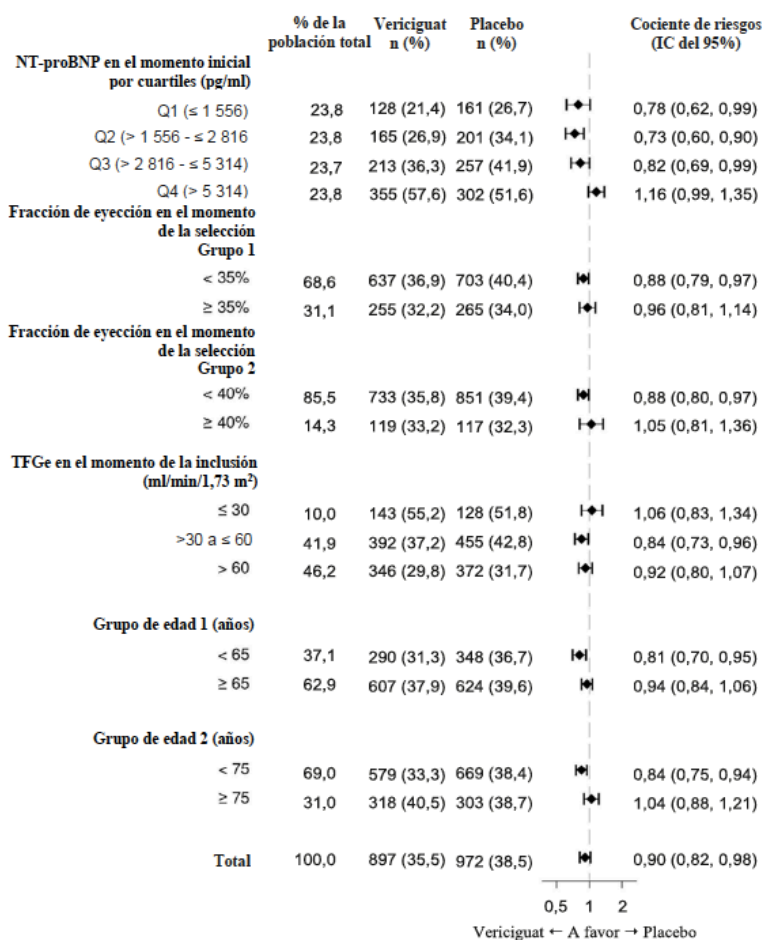 % de la Vericiguat Placebo Cociente de riesgos
población total n (%) n (%) (IC del 95%)
NT-proBNP en el momento inicial
por cuartiles (pg/ml)
Q1 (≤ 1 556) 23,8 128 (21,4) 161 (26,7) 0,78 (0,62, 0,99)
Q2 (> 1 556 - ≤ 2 816 23,8 165 (26,9) 201 (34,1) 0,73 (0,60, 0,90)
Q3 (> 2 816 - ≤ 5 314) 23,7 213 (36,3) 257 (41,9) 0,82 (0,69, 0,99)
Q4 (> 5 314) 23,8 355 (57,6) 302 (51,6) 1,16 (0,99, 1,35)
Fracción de eyección en el momento
de la selección
Grupo 1
< 35% 68,6 637 (36,9) 703 (40,4) 0,88 (0,79, 0,97)
≥ 35% 31,1 255 (32,2) 265 (34,0) 0,96 (0,81, 1,14)
Fracción de eyección en el momento
de la selección
Grupo 2
< 40% 85,5 733 (35,8) 851 (39,4) 0,88 (0,80, 0,97)
≥ 40% 14,3 119 (33,2) 117 (32,3) 1,05 (0,81, 1,36)
TFGe en el momento de la inclusión
(ml/min/1,73 m²)
≤ 30 10,0 143 (55,2) 128 (51,8) 1,06 (0,83, 1,34)
>30 a ≤ 60 41,9 392 (37,2) 455 (42,8) 0,84 (0,73, 0,96)
> 60 46,2 346 (29,8) 372 (31,7) 0,92 (0,80, 1,07)
Grupo de edad 1 (años)
< 65 37,1 290 (31,3) 348 (36,7) 0,81 (0,70, 0,95)
≥ 65 62,9 607 (37,9) 624 (39,6) 0,94 (0,84, 1,06)
Grupo de edad 2 (años)
< 75 69,0 579 (33,3) 669 (38,4) 0,84 (0,75, 0,94)
≥ 75 31,0 318 (40,5) 303 (38,7) 1,04 (0,88, 1,21)
Total 100,0 897 (35,5) 972 (38,5) 0,90 (0,82, 0,98)
0,5 1 2
Vericiguat ← A favor → Placebo